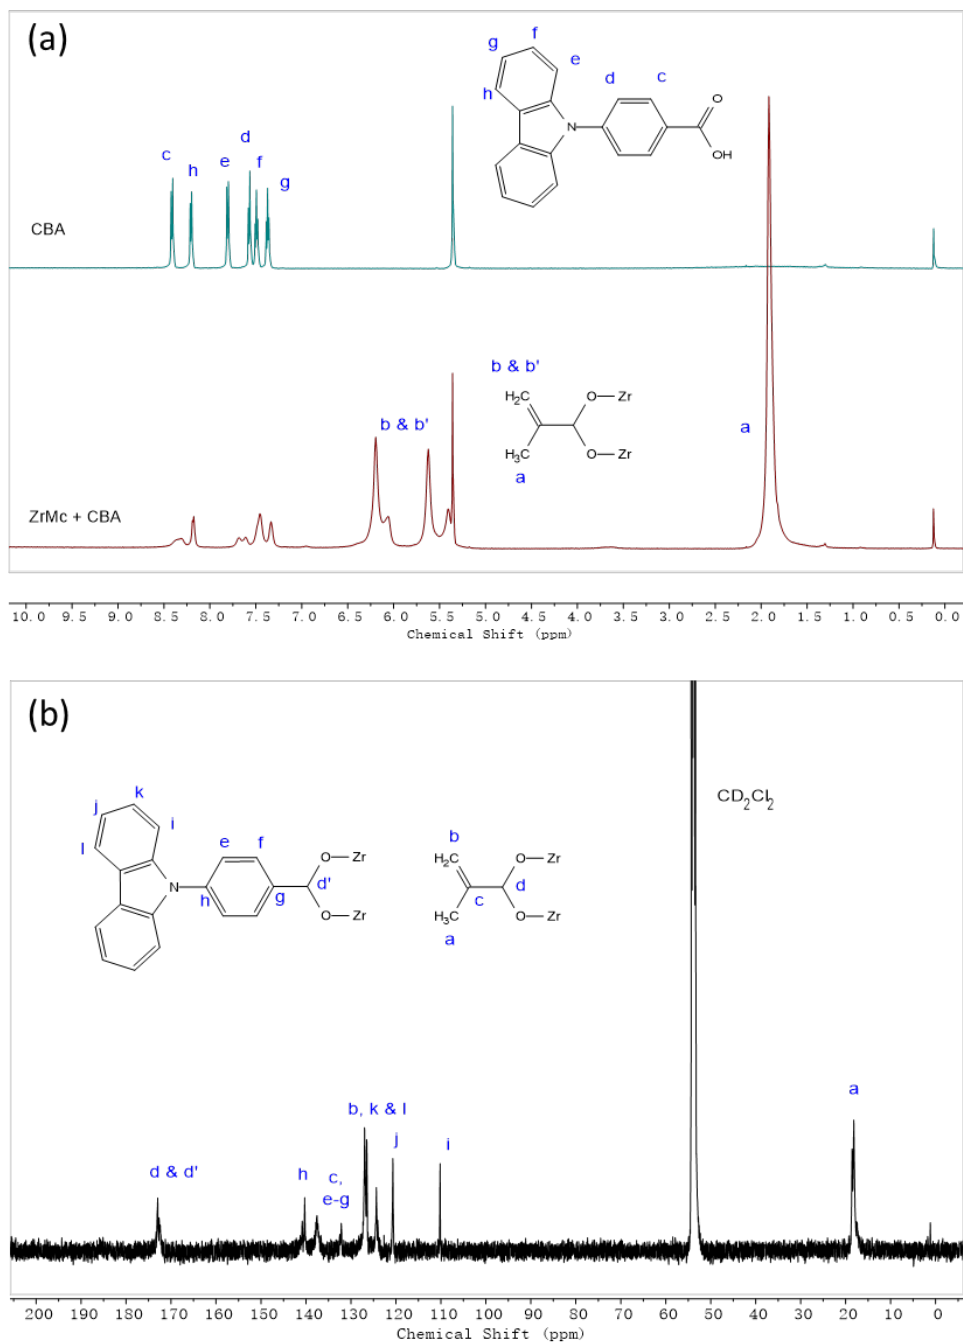 (a)
g
f
e
h
d
c
N
O
OH
c
h
e
d
f
g
CBA
b & b'
H₂C
O—Zr
b & b'
a
H₃C
O—Zr
a
ZrMc + CBA
10.0 9.5 9.0 8.5 8.0 7.5 7.0 6.5 6.0 5.5 5.0 4.5 4.0 3.5 3.0 2.5 2.0 1.5 1.0 0.5 0.0
Chemical Shift (ppm)
(b)
CD₂Cl₂
k
j
i
l
e
f
O—Zr
N
h
g
d'
O—Zr
b
H₂C
O—Zr
d
c
H₃C
O—Zr
a
b, k & l
a
j
i
d & d'
h
c,
e-g
200 190 180 170 160 150 140 130 120 110 100 90 80 70 60 50 40 30 20 10 0
Chemical Shift (ppm)